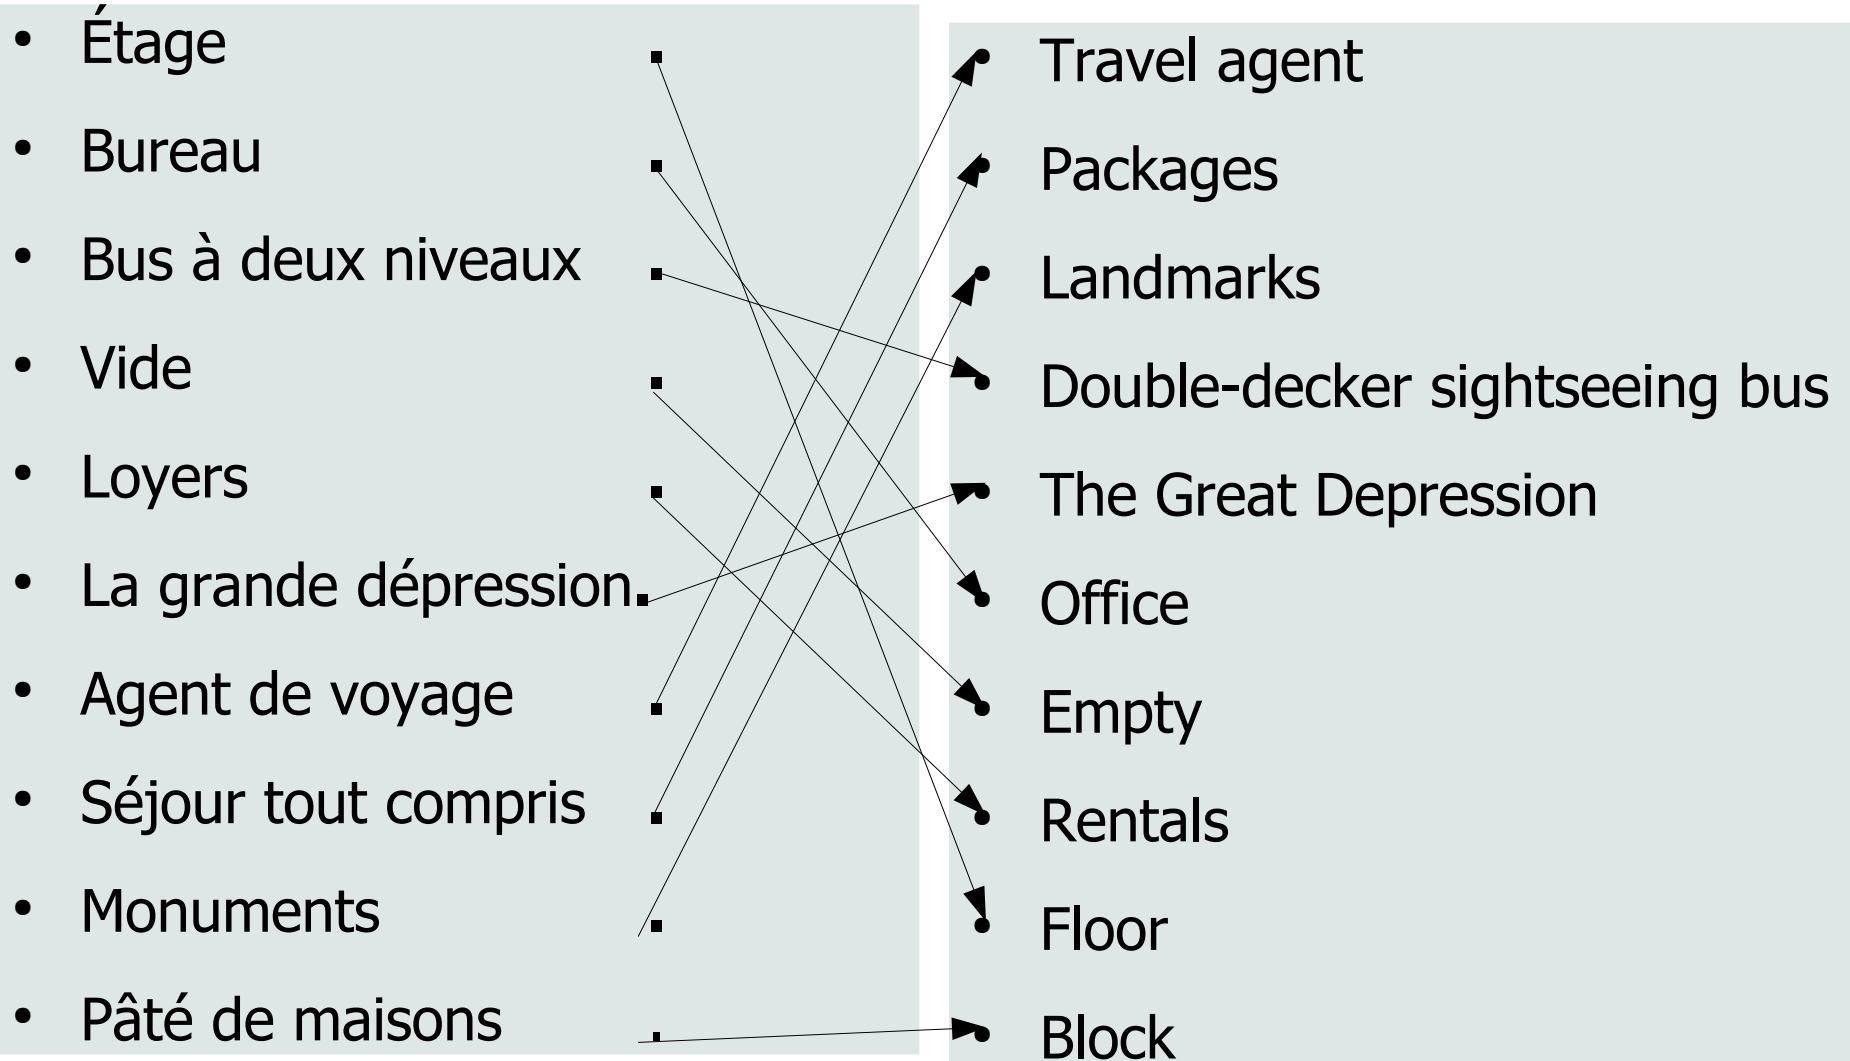 • Étage
• Bureau
• Bus à deux niveaux
• Vide
• Loyers
• La grande dépression
• Agent de voyage
• Séjour tout compris
• Monuments
• Pâté de maisons
• Travel agent
• Packages
• Landmarks
• Double-decker sightseeing bus
• The Great Depression
• Office
• Empty
• Rentals
• Floor
• Block